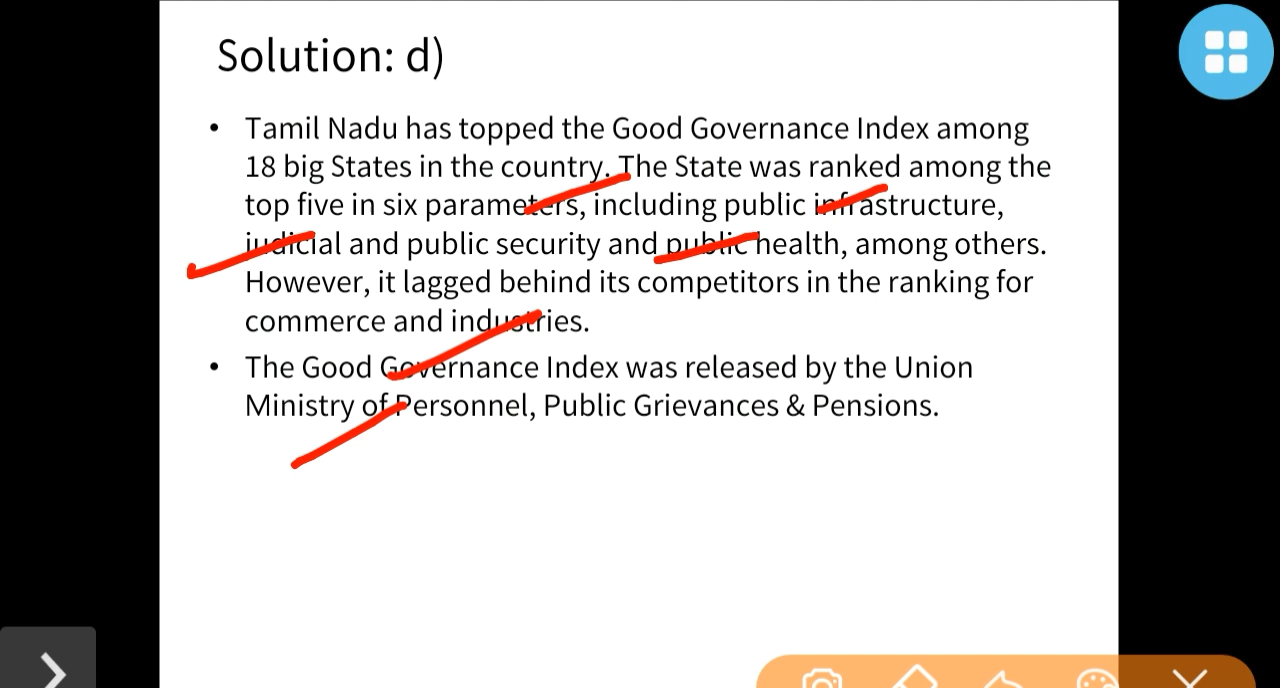 Solution: d)
• Tamil Nadu has topped the Good Governance Index among
18 big States in the country. The State was ranked among the
top five in six parameters, including public infrastructure,
judicial and public security and public health, among others.
However, it lagged behind its competitors in the ranking for
commerce and industries.
• The Good Governance Index was released by the Union
Ministry of Personnel, Public Grievances & Pensions.